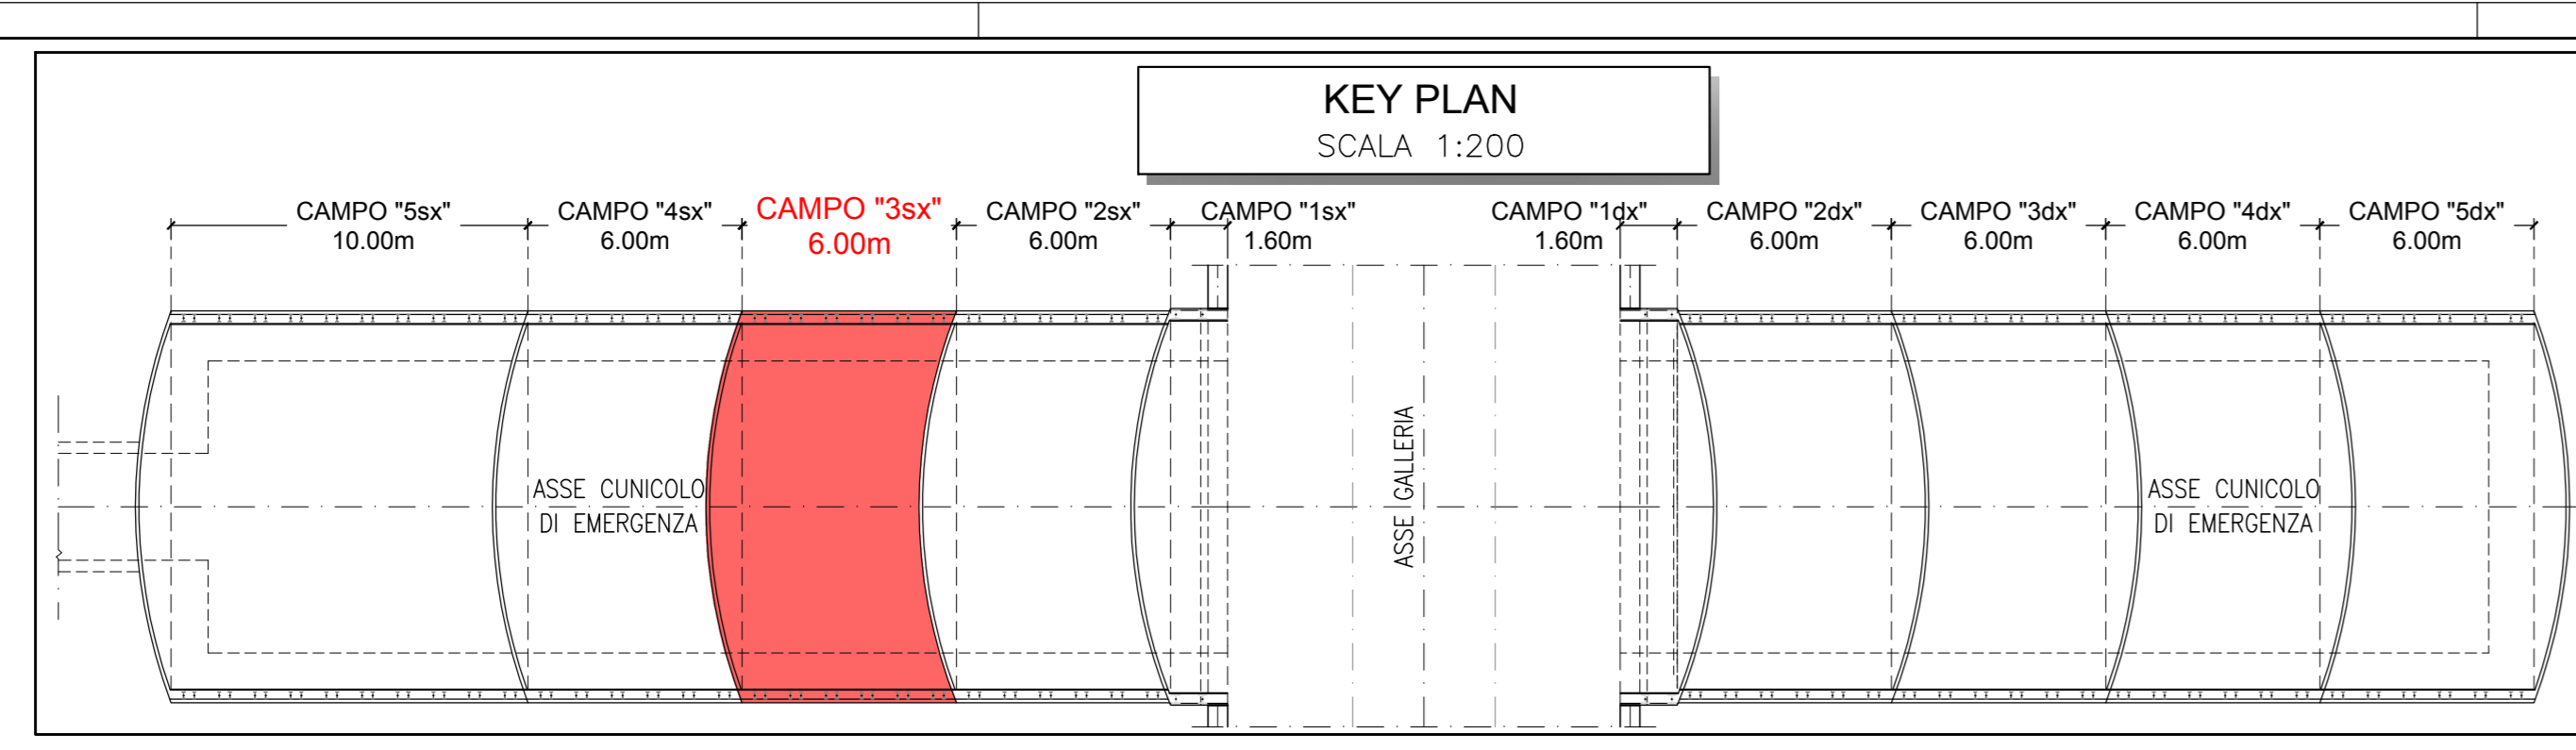 KEY PLAN
SCALA 1:200
CAMPO "5sx"
10.00m
CAMPO "4sx"
6.00m
CAMPO "3sx"
6.00m
CAMPO "2sx"
6.00m
CAMPO "1sx"
1.60m
CAMPO "1dx"
1.60m
CAMPO "2dx"
6.00m
CAMPO "3dx"
6.00m
CAMPO "4dx"
6.00m
CAMPO "5dx"
6.00m
ASSE CUNICOLO
DI EMERGENZA
ASSE GALLERIA
ASSE CUNICOLO
DI EMERGENZA